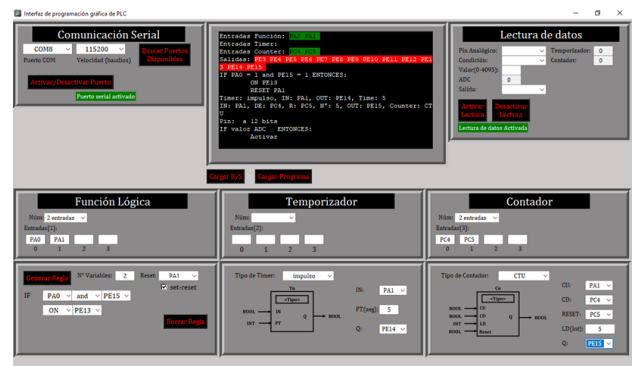 Interfaz de programación gráfica de PLC
Comunicación Serial
COM8 115200 Buscar Puertos Disponibles
Puerto COM Velocidad (baudios)
Activar/Desactivar Puerto
Puerto serial activado
Entradas Función: PA0 PA1
Entradas Timer:
Entradas Counter: PC4 PC5
Salidas: PE3 PE4 PE5 PE6 PE7 PE8 PE9 PE10 PE11 PE12 PE1
3 PE14 PE15
IF PA0 = 1 and PE15 = 1 ENTONCES:
ON PE13
RESET PA1
Timer: impulso, IN: PA1, OUT: PE14, Time: 5
IN: PA1, DE: PC4, R: PC5, N°: 5, OUT: PE15, Counter: CT
U
Pin: a 12 bits
IF valor ADC ENTONCES:
Activar
Cargar E/S Cargar Programa
Lectura de datos
Pin Analógico: Temporizador: 0
Condición: Contador: 0
Valor(0-4095):
ADC 0
Salida:
Activar Lectura Desactivar Lectura
Lectura de datos Activada
Función Lógica
Núm: 2 entradas
Entradas[1]:
PA0 PA1
0 1 2 3
Temporizador
Núm:
Entradas[2]:
0 1 2 3
Contador
Núm: 2 entradas
Entradas[3]:
PC4 PC5
0 1 2 3
Generar Regla N° Variables: 2 Reset: PA1
set-reset
IF PA0 and PE15
ON PE13
Borrar Regla
Tipo de Timer: impulso
Tn
<Tipo>
BOOL IN Q BOOL
INT PT
IN: PA1
PT(seg): 5
Q: PE14
Tipo de Contador: CTU
Cn
<Tipo>
BOOL CU
BOOL CD Q BOOL
INT LD
BOOL Reset
CU: PA1
CD: PC4
RESET: PC5
LD(int): 5
Q: PE15